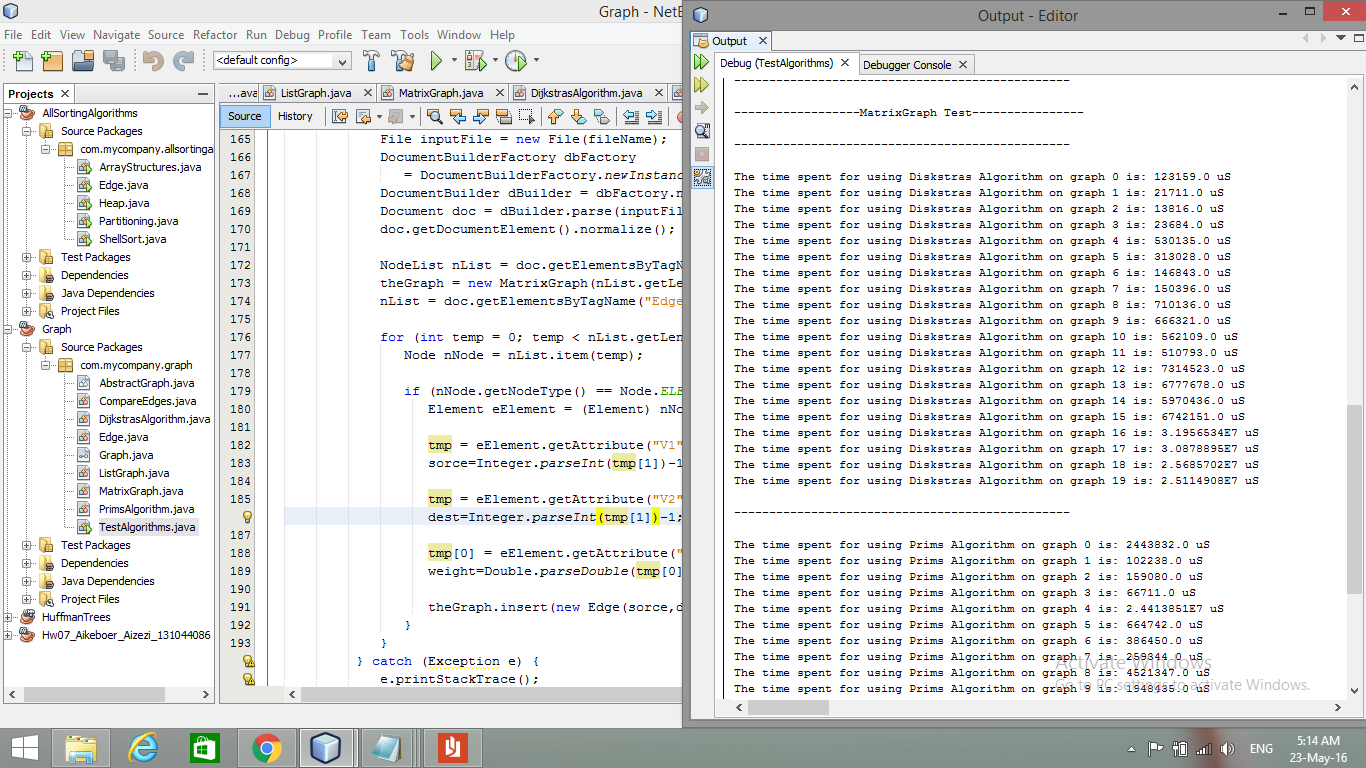 Graph - NetB
File Edit View Navigate Source Refactor Run Debug Profile Team Tools Window Help
<default config>
Projects
AllSortingAlgorithms
Source Packages
com.mycompany.allsortinga
ArrayStructures.java
Edge.java
Heap.java
Partitioning.java
ShellSort.java
Test Packages
Dependencies
Java Dependencies
Project Files
Graph
Source Packages
com.mycompany.graph
AbstractGraph.java
CompareEdges.java
DijkstrasAlgorithm.java
Edge.java
Graph.java
ListGraph.java
MatrixGraph.java
PrimsAlgorithm.java
TestAlgorithms.java
Test Packages
Dependencies
Java Dependencies
Project Files
HuffmanTrees
Hw07_Aikeboer_Aizezi_131044086
...ava ListGraph.java MatrixGraph.java DijkstrasAlgorithm.java
Source History
165 File inputFile = new File(fileName);
166 DocumentBuilderFactory dbFactory
167 = DocumentBuilderFactory.newInstanc
168 DocumentBuilder dBuilder = dbFactory.n
169 Document doc = dBuilder.parse(inputFil
170 doc.getDocumentElement().normalize();
171
172 NodeList nList = doc.getElementsByTagN
173 theGraph = new MatrixGraph(nList.getLe
174 nList = doc.getElementsByTagName("Edge
175
176 for (int temp = 0; temp < nList.getLen
177 Node nNode = nList.item(temp);
178
179 if (nNode.getNodeType() == Node.ELE
180 Element eElement = (Element) nNo
181
182 tmp = eElement.getAttribute("V1"
183 sorce=Integer.parseInt(tmp[1])-1
184
185 tmp = eElement.getAttribute("V2"
dest=Integer.parseInt(tmp[1])-1;
187
188 tmp[0] = eElement.getAttribute("
189 weight=Double.parseDouble(tmp[0]
190
191 theGraph.insert(new Edge(sorce,d
192 }
193 }
} catch (Exception e) {
e.printStackTrace();
Output - Editor
Output
Debug (TestAlgorithms) Debugger Console
------------------------------------------------
------------------MatrixGraph Test----------------
------------------------------------------------
The time spent for using Diskstras Algorithm on graph 0 is: 123159.0 uS
The time spent for using Diskstras Algorithm on graph 1 is: 21711.0 uS
The time spent for using Diskstras Algorithm on graph 2 is: 13816.0 uS
The time spent for using Diskstras Algorithm on graph 3 is: 23684.0 uS
The time spent for using Diskstras Algorithm on graph 4 is: 530135.0 uS
The time spent for using Diskstras Algorithm on graph 5 is: 313028.0 uS
The time spent for using Diskstras Algorithm on graph 6 is: 146843.0 uS
The time spent for using Diskstras Algorithm on graph 7 is: 150396.0 uS
The time spent for using Diskstras Algorithm on graph 8 is: 710136.0 uS
The time spent for using Diskstras Algorithm on graph 9 is: 666321.0 uS
The time spent for using Diskstras Algorithm on graph 10 is: 562109.0 uS
The time spent for using Diskstras Algorithm on graph 11 is: 510793.0 uS
The time spent for using Diskstras Algorithm on graph 12 is: 7314523.0 uS
The time spent for using Diskstras Algorithm on graph 13 is: 6777678.0 uS
The time spent for using Diskstras Algorithm on graph 14 is: 5970436.0 uS
The time spent for using Diskstras Algorithm on graph 15 is: 6742151.0 uS
The time spent for using Diskstras Algorithm on graph 16 is: 3.1956534E7 uS
The time spent for using Diskstras Algorithm on graph 17 is: 3.0878895E7 uS
The time spent for using Diskstras Algorithm on graph 18 is: 2.5685702E7 uS
The time spent for using Diskstras Algorithm on graph 19 is: 2.5114908E7 uS
------------------------------------------------
The time spent for using Prims Algorithm on graph 0 is: 2443832.0 uS
The time spent for using Prims Algorithm on graph 1 is: 102238.0 uS
The time spent for using Prims Algorithm on graph 2 is: 159080.0 uS
The time spent for using Prims Algorithm on graph 3 is: 66711.0 uS
The time spent for using Prims Algorithm on graph 4 is: 2.4413851E7 uS
The time spent for using Prims Algorithm on graph 5 is: 664742.0 uS
The time spent for using Prims Algorithm on graph 6 is: 386450.0 uS
The time spent for using Prims Algorithm on graph 7 is: 259344.0 uS
The time spent for using Prims Algorithm on graph 8 is: 4521347.0 uS
The time spent for using Prims Algorithm on graph 9 is: 1948435.0 uS
Activate Windows
Go to PC settings to activate Windows.
ENG
5:14 AM
23-May-16